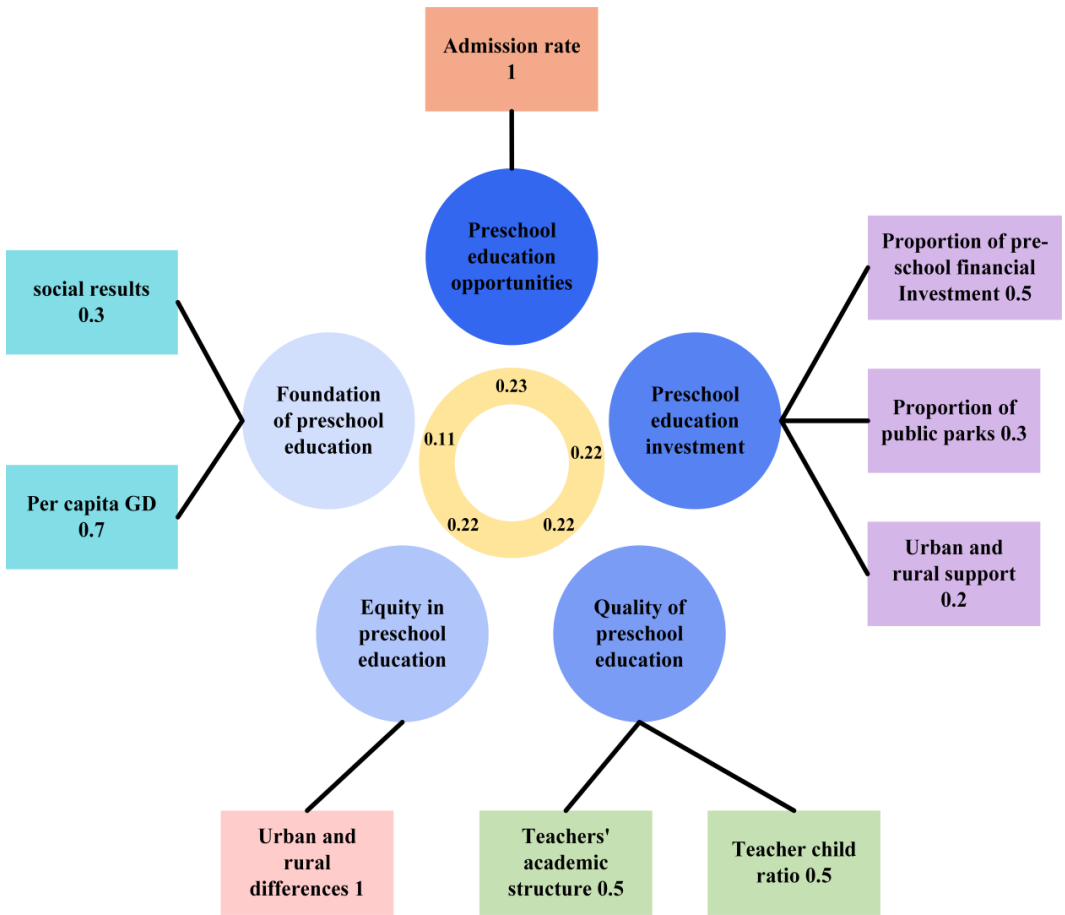 Admission rate
1
Preschool
education
opportunities
Proportion of pre-
school financial
Investment 0.5
social results
0.3
Foundation
of preschool
education
0.23
0.11
0.22
0.22
0.22
Preschool
education
investment
Proportion of
public parks 0.3
Per capita GD
0.7
Urban and
rural support
0.2
Equity in
preschool
education
Quality of
preschool
education
Urban and
rural
differences 1
Teachers'
academic
structure 0.5
Teacher child
ratio 0.5